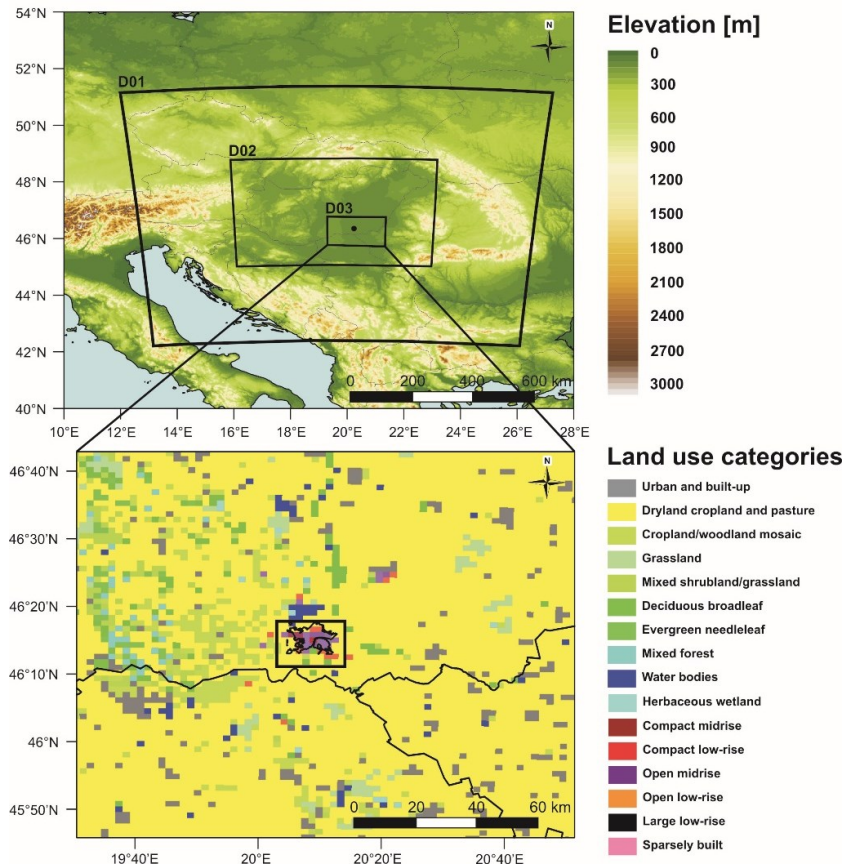 54°N
52°N
50°N
48°N
46°N
44°N
42°N
40°N
10°E 12°E 14°E 16°E 18°E 20°E 22°E 24°E 26°E 28°E
N
D01
D02
D03
0 200 400 600 km
Elevation [m]
0
300
600
900
1200
1500
1800
2100
2400
2700
3000
46°40'N
46°30'N
46°20'N
46°10'N
46°N
45°50'N
19°40'E 20°E 20°20'E 20°40'E
N
0 20 40 60 km
Land use categories
Urban and built-up
Dryland cropland and pasture
Cropland/woodland mosaic
Grassland
Mixed shrubland/grassland
Deciduous broadleaf
Evergreen needleleaf
Mixed forest
Water bodies
Herbaceous wetland
Compact midrise
Compact low-rise
Open midrise
Open low-rise
Large low-rise
Sparsely built